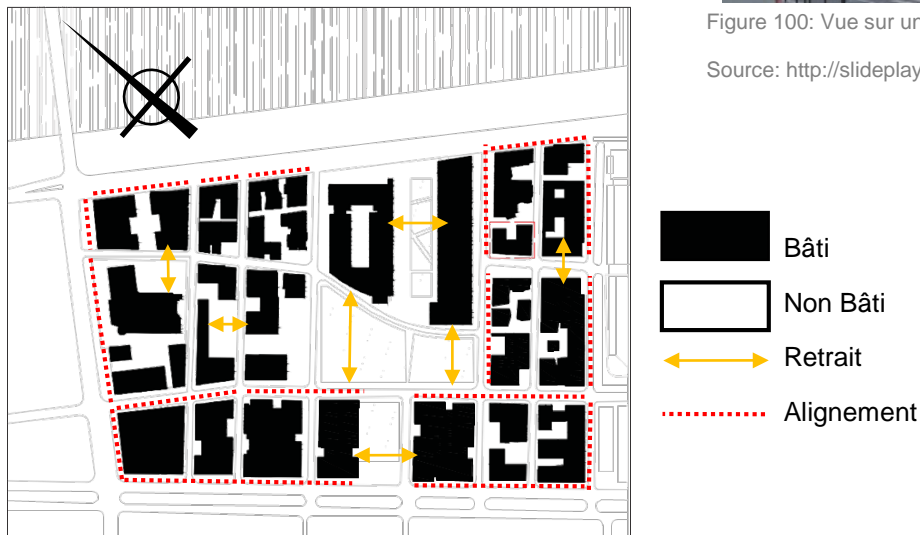 Figure 100: Vue sur un
Source: http://slideplay
Bâti
Non Bâti
Retrait
Alignement